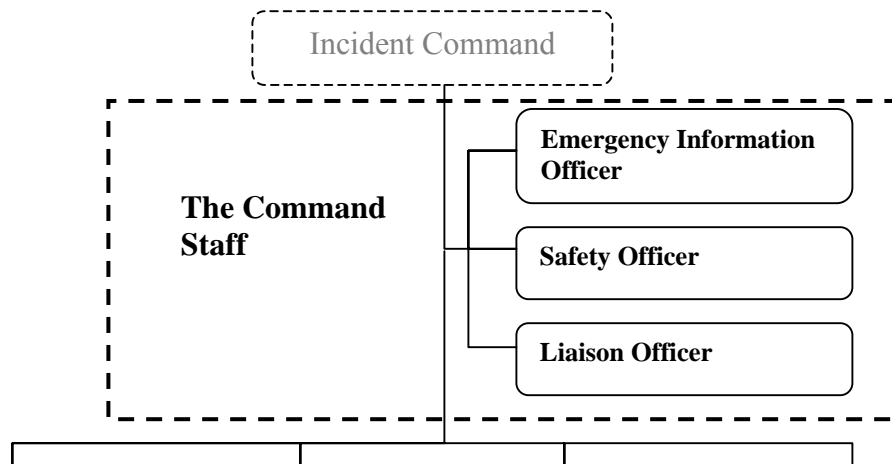 Incident Command
Emergency Information
Officer
The Command
Staff
Safety Officer
Liaison Officer